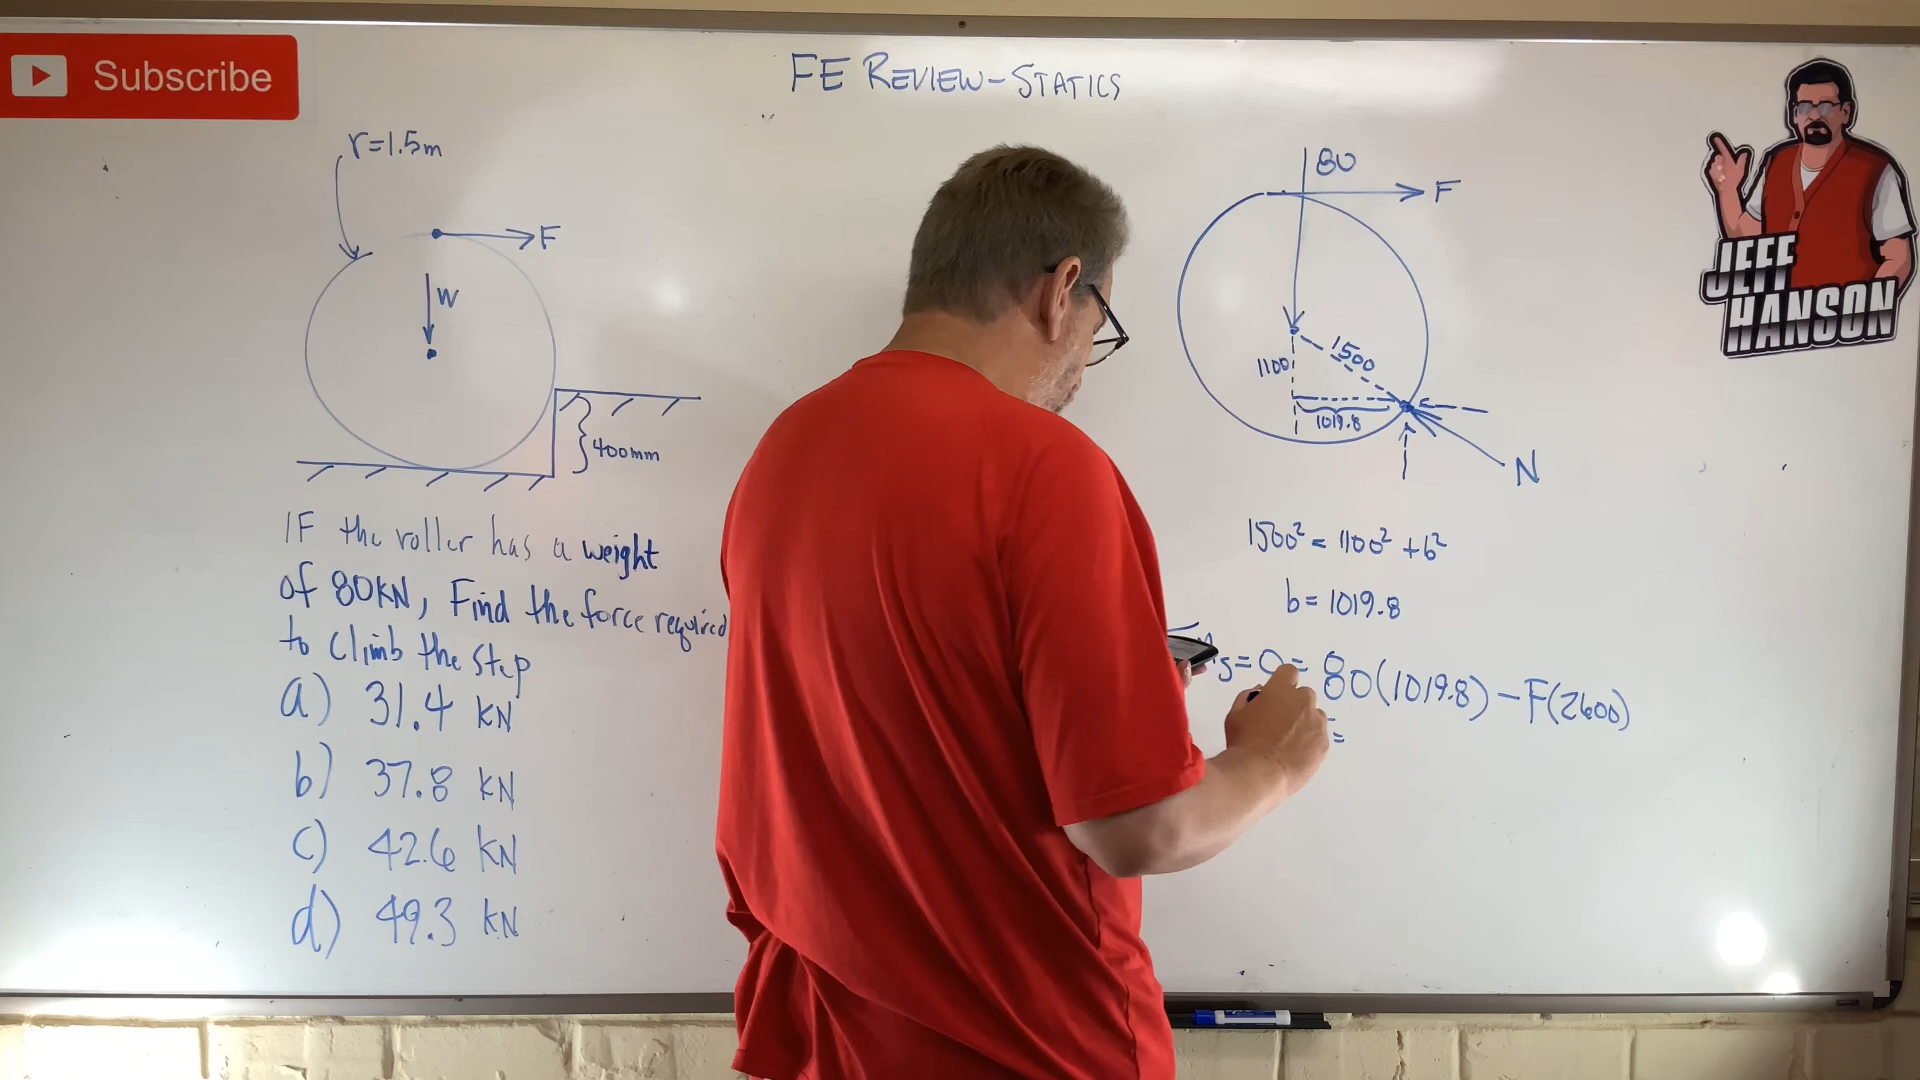 Subscribe
FE REVIEW-STATICS
r=1.5m
F
W
400mm
IF the roller has a weight
of 80KN, Find the force required
to climb the step
a) 31.4 KN
b) 37.8 KN
c) 42.6 KN
d) 49.3 KN
80
F
1500
1100
1019.8
N
1500² = 1100² + b²
b = 1019.8
s = 0 = 80(1019.8) - F(2600)
=
JEFF
HANSON